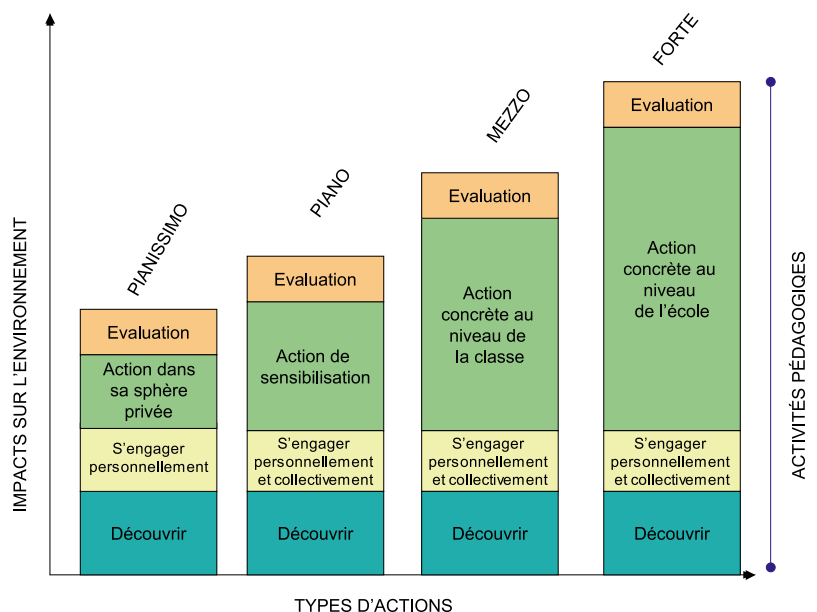 IMPACTS SUR L'ENVIRONNEMENT
PIANISSIMO
Evaluation
Action dans
sa sphère
privée
S'engager
personnellement
Découvrir
PIANO
Evaluation
Action de
sensibilisation
S'engager
personnellement
et collectivement
Découvrir
MEZZO
Evaluation
Action
concrète au
niveau de
la classe
S'engager
personnellement
et collectivement
Découvrir
FORTE
Evaluation
Action
concrète au
niveau
de l'école
S'engager
personnellement
et collectivement
Découvrir
ACTIVITÉS PÉDAGOGIQES
TYPES D'ACTIONS